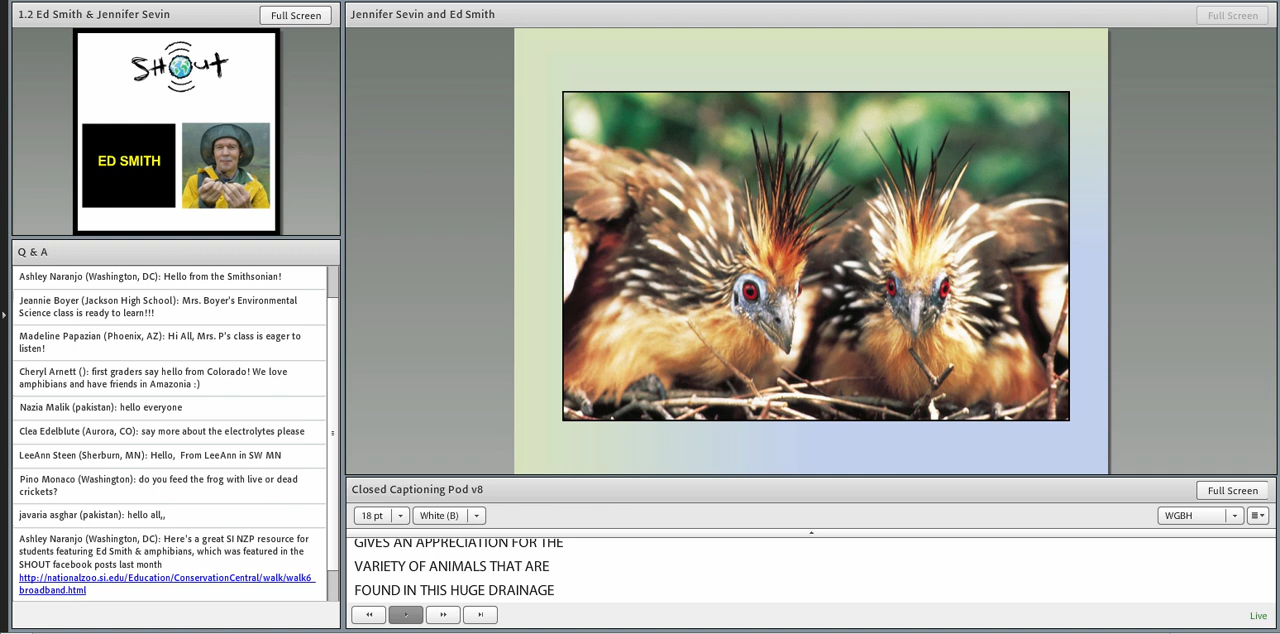 1.2 Ed Smith & Jennifer Sevin
Full Screen
SHOUT
ED SMITH
Q & A
Ashley Naranjo (Washington, DC): Hello from the Smithsonian!
Jeannie Boyer (Jackson High School): Mrs. Boyer's Environmental
Science class is ready to learn!!!
Madeline Papazian (Phoenix, AZ): Hi All, Mrs. P's class is eager to
listen!
Cheryl Arnett (): first graders say hello from Colorado! We love
amphibians and have friends in Amazonia :)
Nazia Malik (pakistan): hello everyone
Clea Edelblute (Aurora, CO): say more about the electrolytes please
LeeAnn Steen (Sherburn, MN): Hello, From LeeAnn in SW MN
Pino Monaco (Washington): do you feed the frog with live or dead
crickets?
javaria asghar (pakistan): hello all,,
Ashley Naranjo (Washington, DC): Here's a great SI NZP resource for
students featuring Ed Smith & amphibians, which was featured in the
SHOUT facebook posts last month
http://nationalzoo.si.edu/Education/ConservationCentral/walk/walk6_
broadband.html
Jennifer Sevin and Ed Smith
Full Screen
Closed Captioning Pod v8
Full Screen
18 pt
White (B)
WGBH
GIVES AN APPRECIATION FOR THE
VARIETY OF ANIMALS THAT ARE
FOUND IN THIS HUGE DRAINAGE
Live